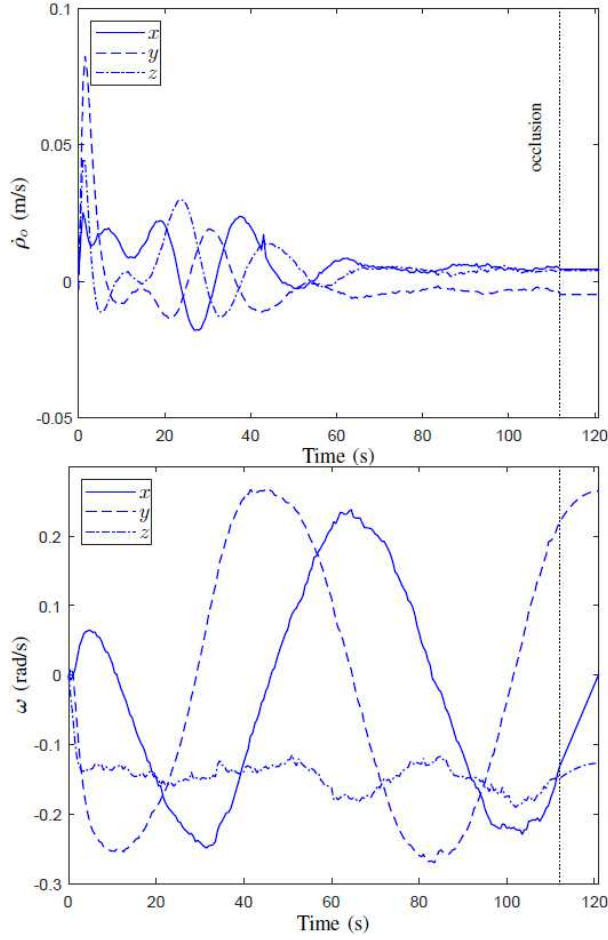 0.1
x
y
z
0.05
occlusion
ρ̇ₒ (m/s)
0
-0.05
0 20 40 60 80 100 120
Time (s)
x
y
z
0.2
0.1
ω (rad/s)
0
-0.1
-0.2
-0.3
0 20 40 60 80 100 120
Time (s)